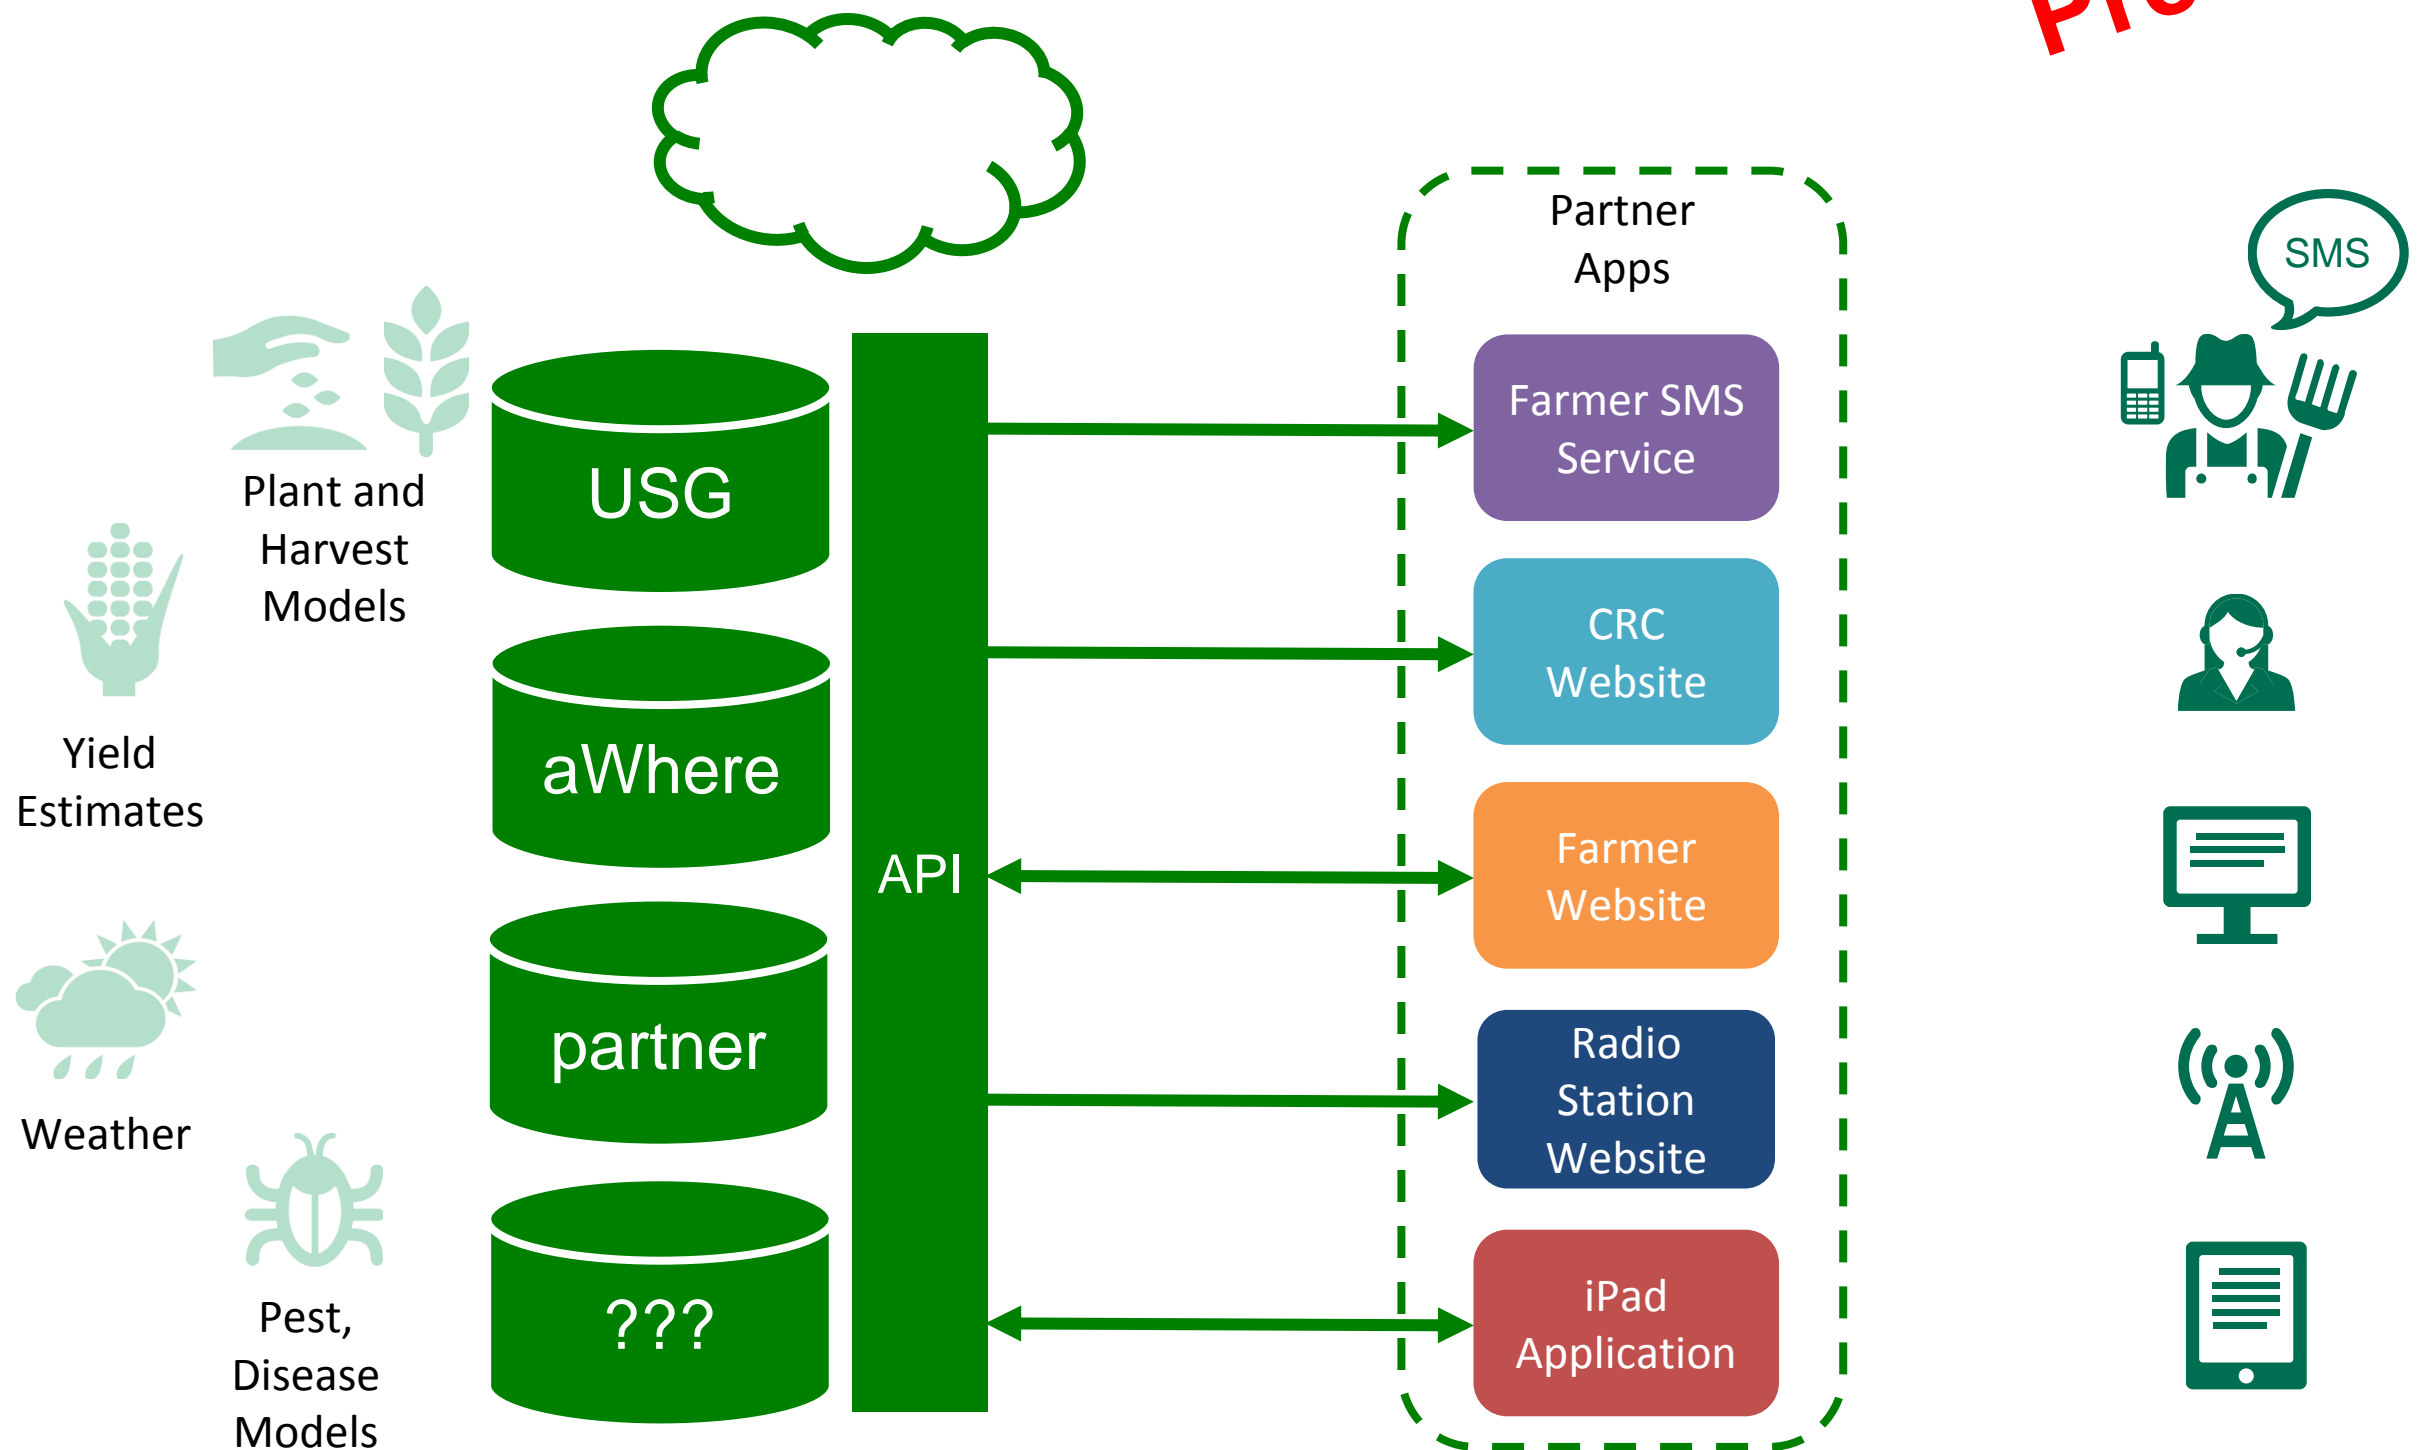 Plant and
Harvest
Models
Yield
Estimates
Weather
Pest,
Disease
Models
USG
aWhere
partner
???
API
Partner
Apps
Farmer SMS
Service
CRC
Website
Farmer
Website
Radio
Station
Website
iPad
Application
SMS